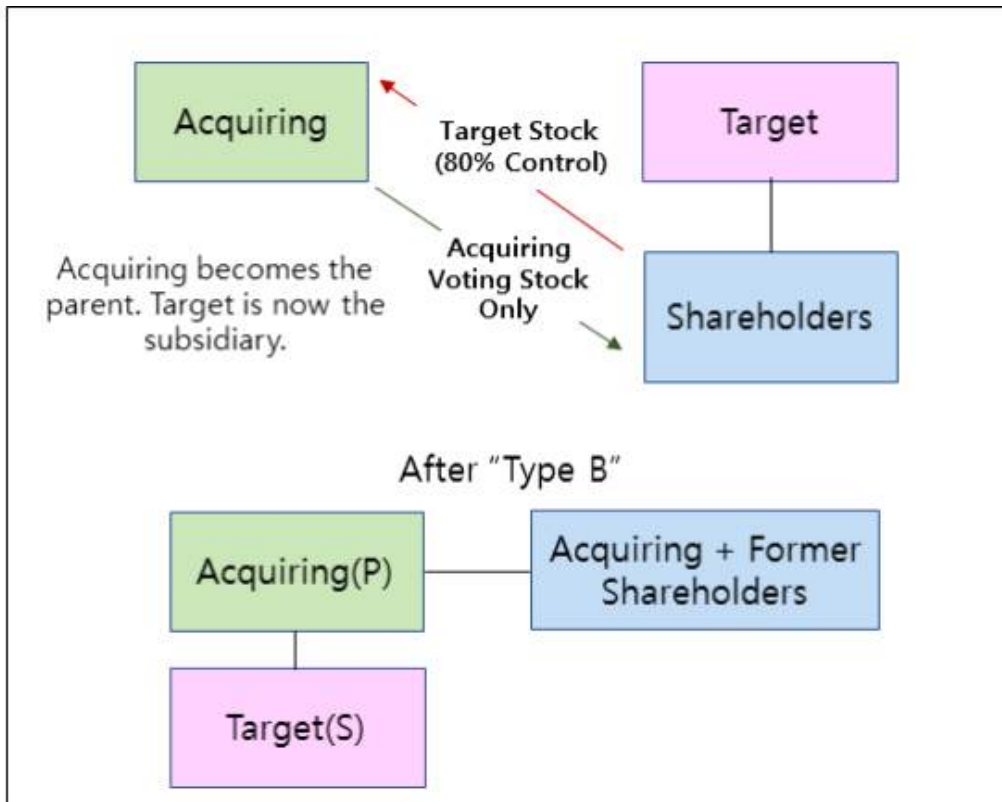 Acquiring
Target Stock
(80% Control)
Target
Acquiring becomes the
parent. Target is now the
subsidiary.
Acquiring
Voting Stock
Only
Shareholders
After "Type B"
Acquiring(P)
Acquiring + Former
Shareholders
Target(S)